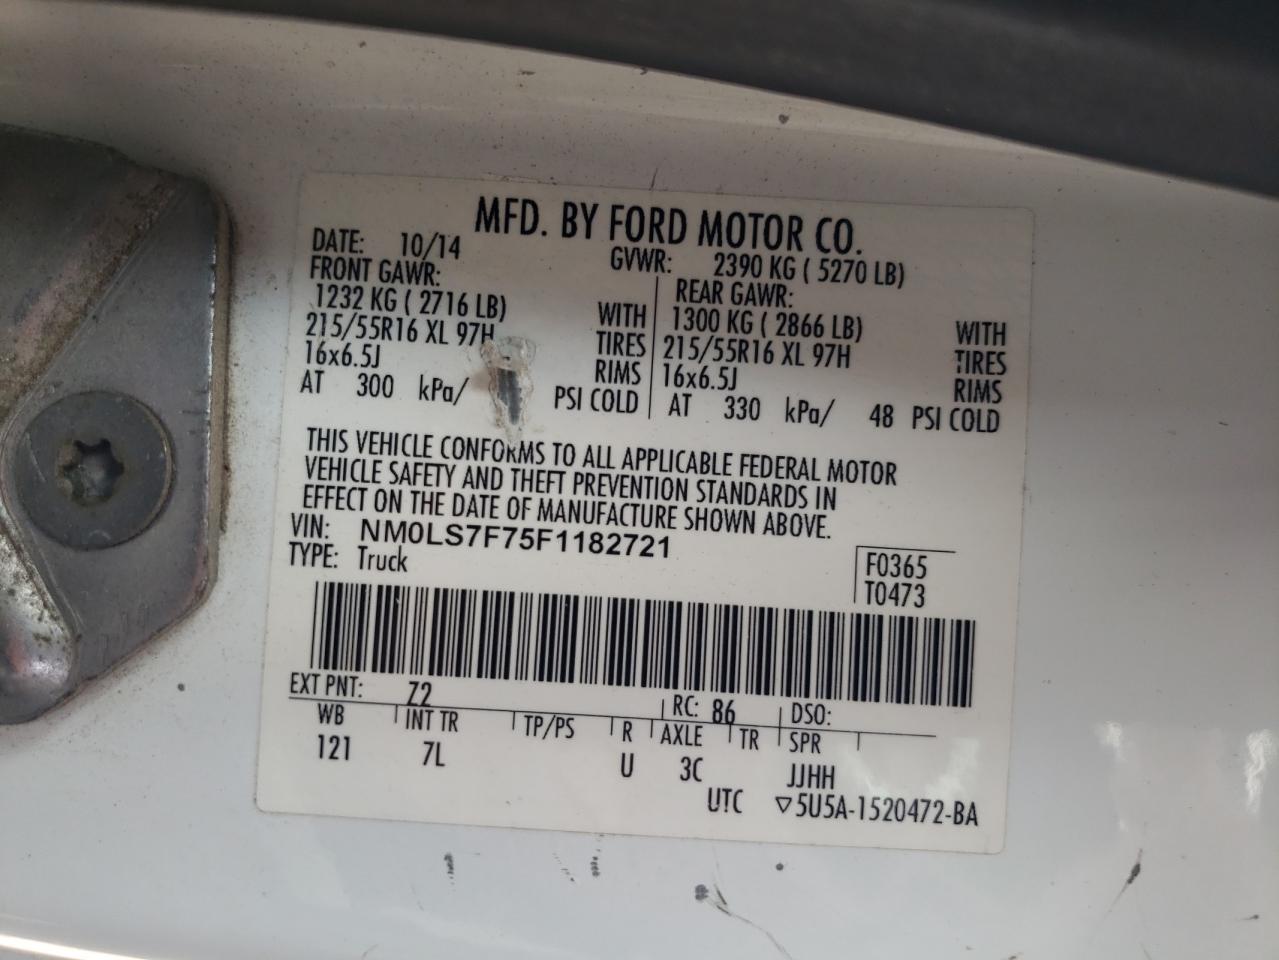 MFD. BY FORD MOTOR CO.
DATE: 10/14 GVWR: 2390 KG ( 5270 LB)
FRONT GAWR: REAR GAWR:
1232 KG ( 2716 LB) WITH 1300 KG ( 2866 LB) WITH
215/55R16 XL 97H TIRES 215/55R16 XL 97H TIRES
16x6.5J RIMS 16x6.5J RIMS
AT 300 kPa/ PSI COLD AT 330 kPa/ 48 PSI COLD
THIS VEHICLE CONFORMS TO ALL APPLICABLE FEDERAL MOTOR
VEHICLE SAFETY AND THEFT PREVENTION STANDARDS IN
EFFECT ON THE DATE OF MANUFACTURE SHOWN ABOVE.
VIN: NM0LS7F75F1182721
TYPE: Truck F0365
T0473
EXT PNT: Z2 RC: 86 DSO:
WB INT TR TP/PS R AXLE TR SPR
121 7L U 3C JJHH
UTC ▽5U5A-1520472-BA